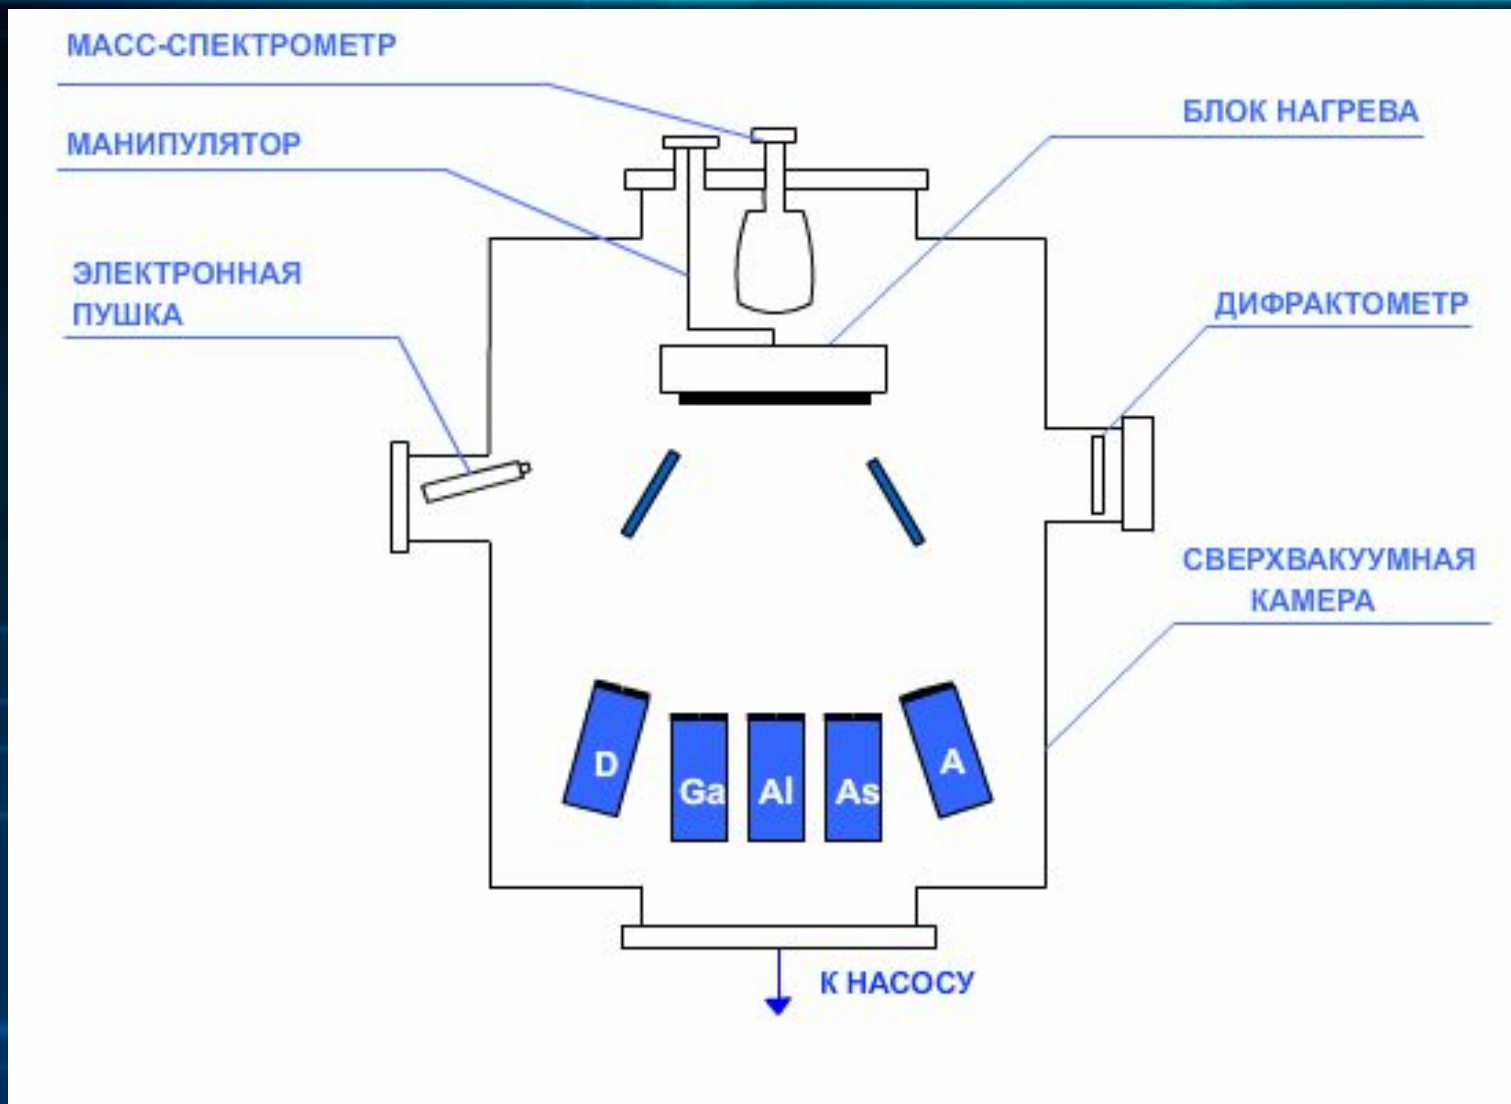 МАСС-СПЕКТРОМЕТР
МАНИПУЛЯТОР
БЛОК НАГРЕВА
ЭЛЕКТРОННАЯ
ПУШКА
ДИФРАКТОМЕТР
СВЕРХВАКУУМНАЯ
КАМЕРА
D
Ga
Al
As
A
К НАСОСУ